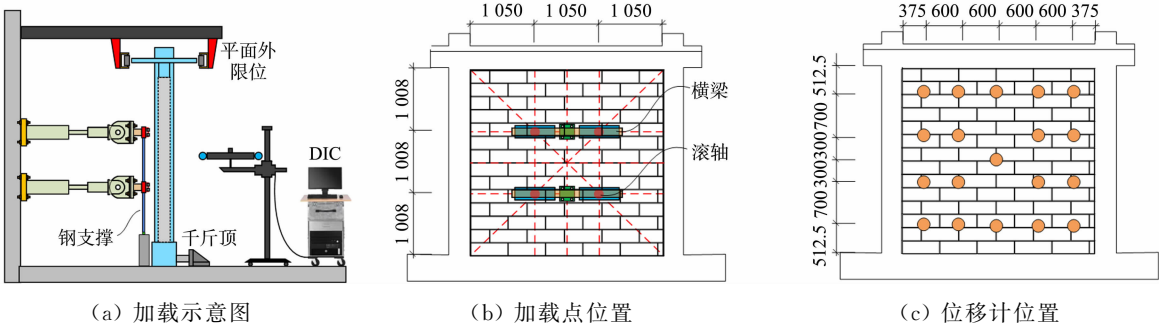 平面外
限位
DIC
钢支撑
千斤顶
(a) 加载示意图
1 050 1 050 1 050
1 008
1 008
1 008
横梁
滚轴
(b) 加载点位置
375 600 600 600 600 375
512.5
700
300
300
700
512.5
(c) 位移计位置